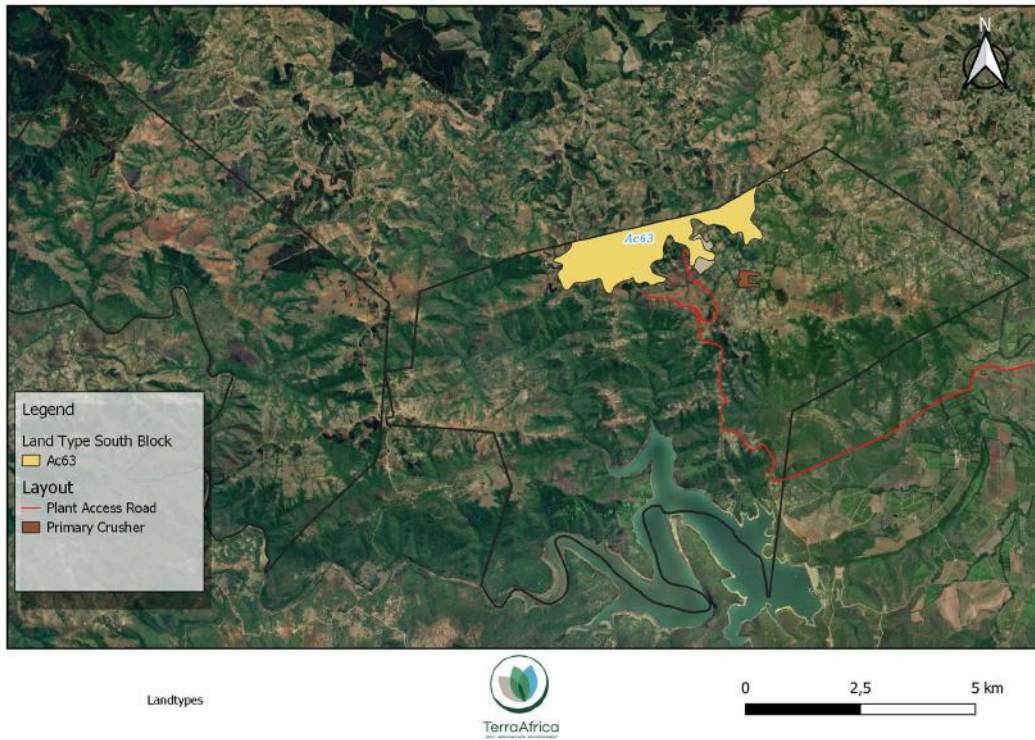 N
Ac63
Legend
Land Type South Block
Ac63
Layout
Plant Access Road
Primary Crusher
Landtypes
TerraAfrica
0 2,5 5 km